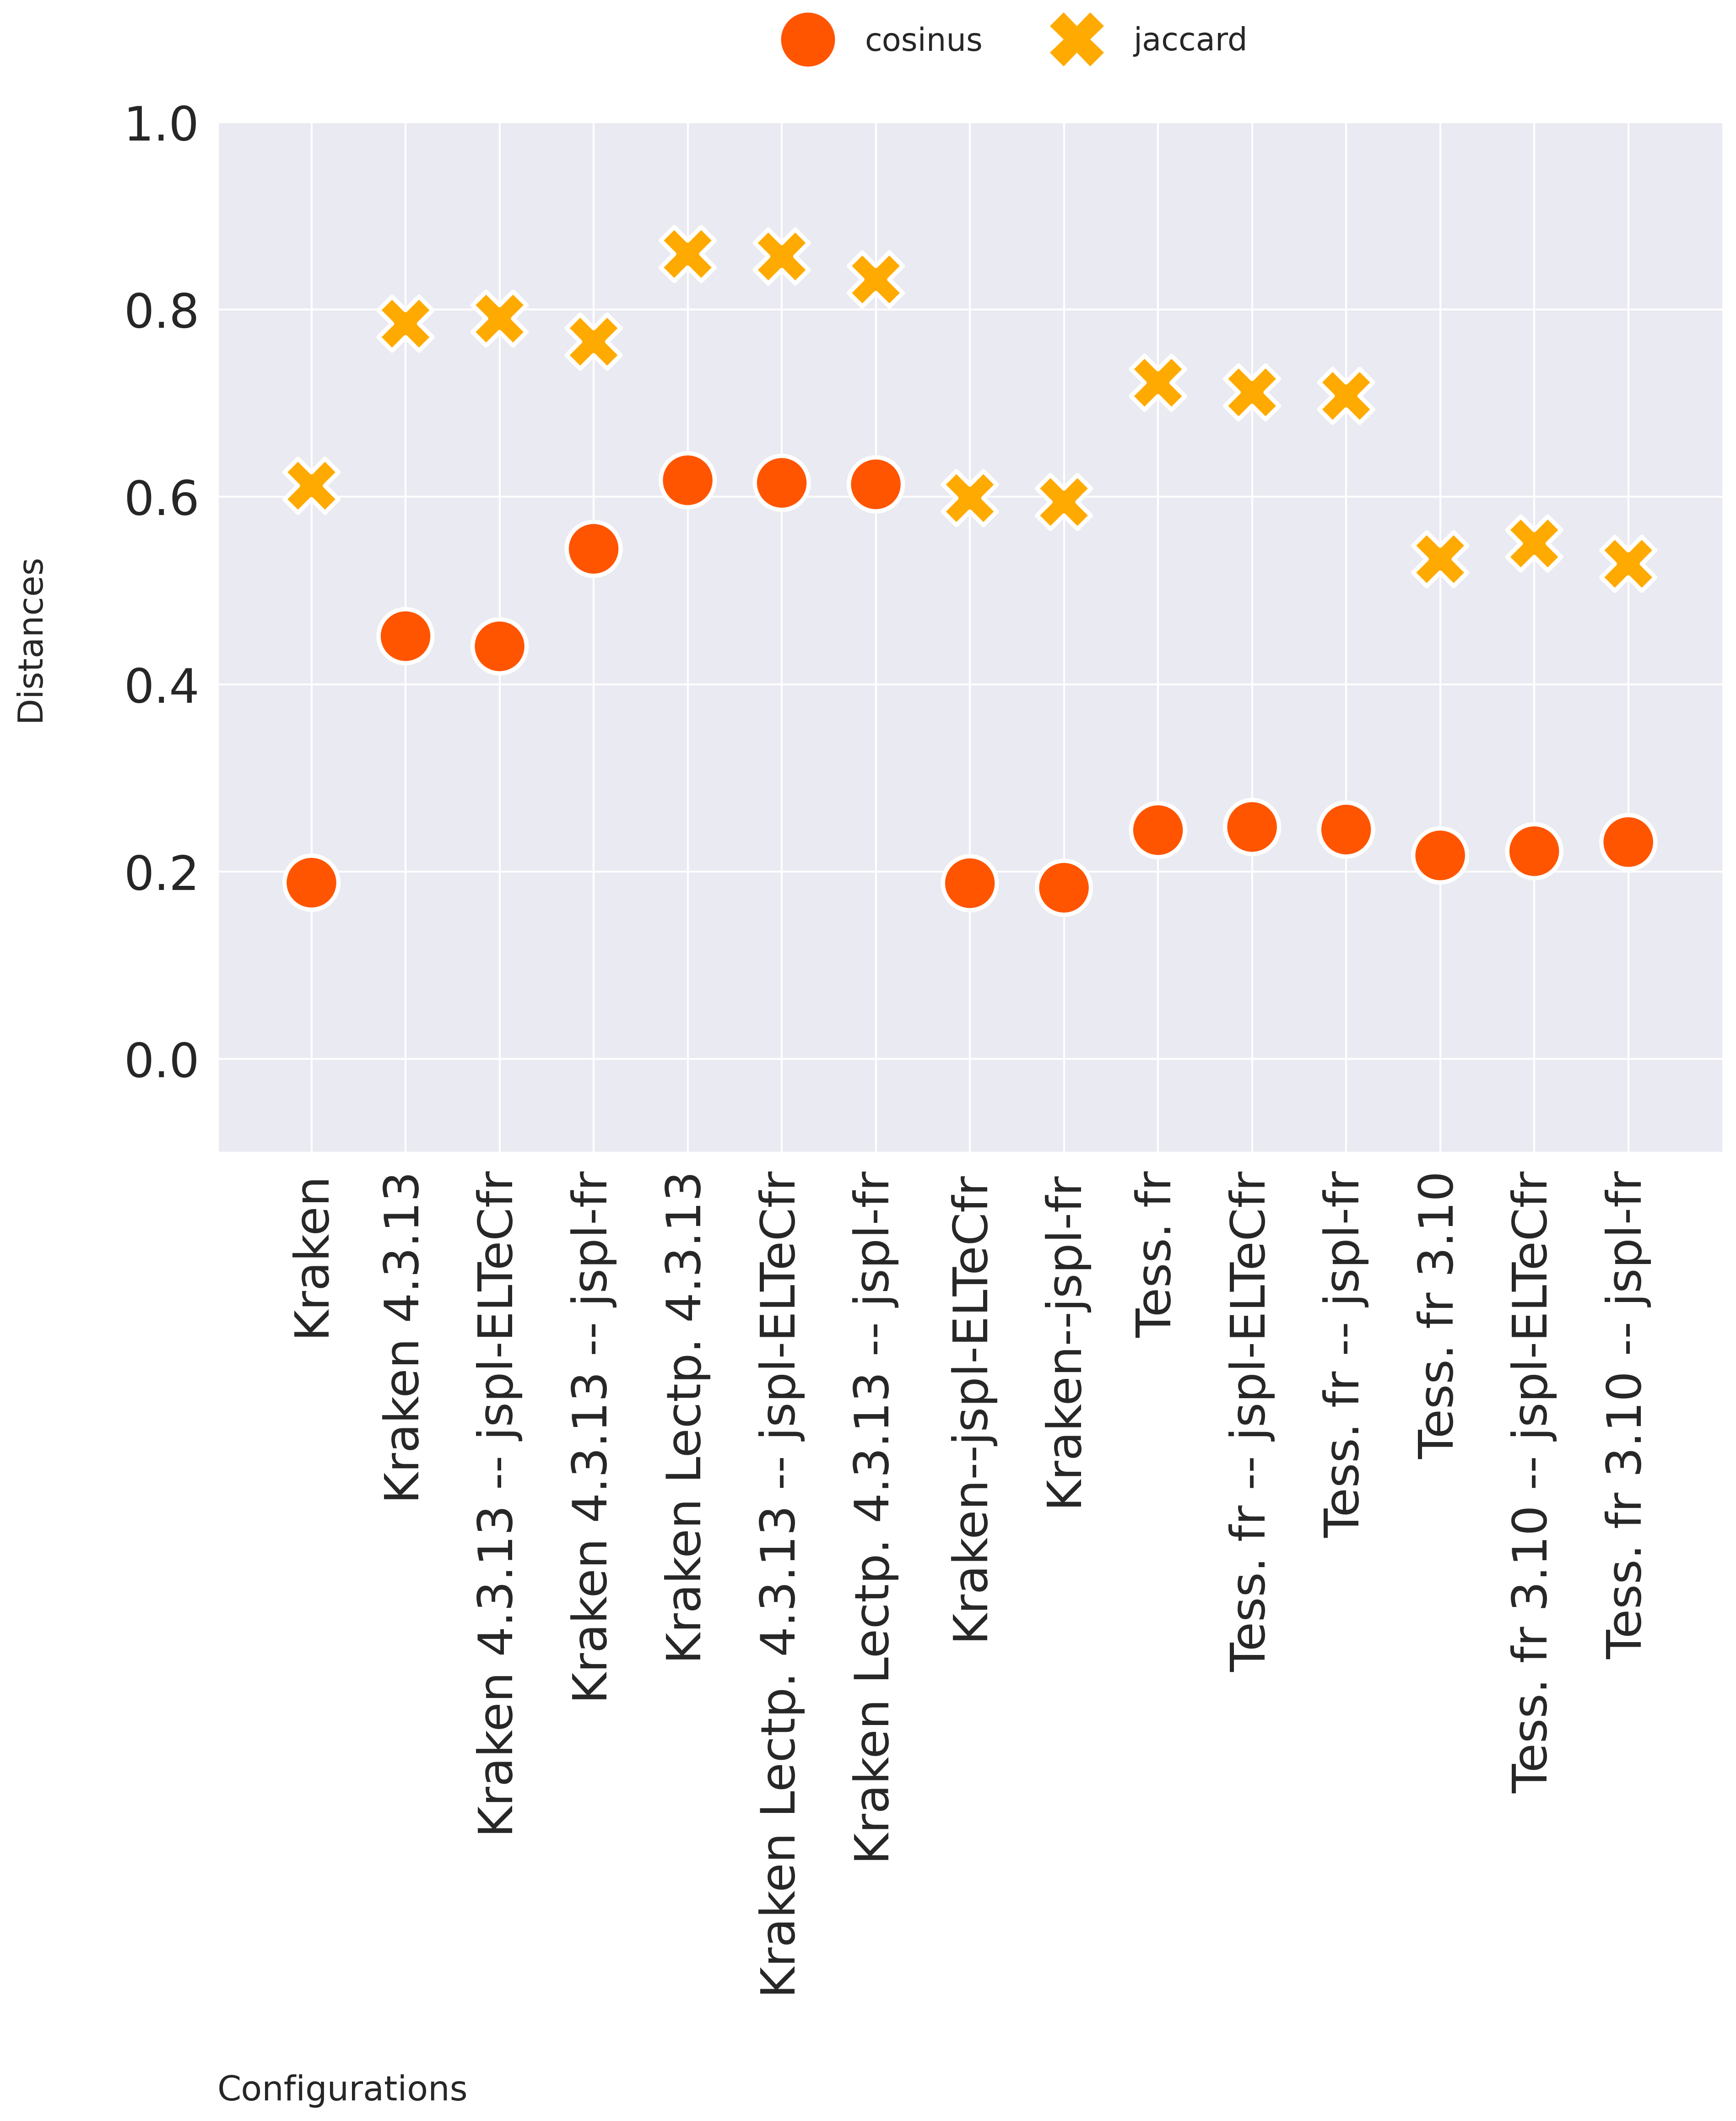 cosinus
jaccard
1.0
0.8
0.6
0.4
0.2
0.0
Distances
Kraken
Kraken 4.3.13
Kraken 4.3.13 -- jspl-ELTeCfr
Kraken 4.3.13 -- jspl-fr
Kraken Lectp. 4.3.13
Kraken Lectp. 4.3.13 -- jspl-ELTeCfr
Kraken Lectp. 4.3.13 -- jspl-fr
Kraken--jspl-ELTeCfr
Kraken--jspl-fr
Tess. fr
Tess. fr -- jspl-ELTeCfr
Tess. fr -- jspl-fr
Tess. fr 3.10
Tess. fr 3.10 -- jspl-ELTeCfr
Tess. fr 3.10 -- jspl-fr
Configurations